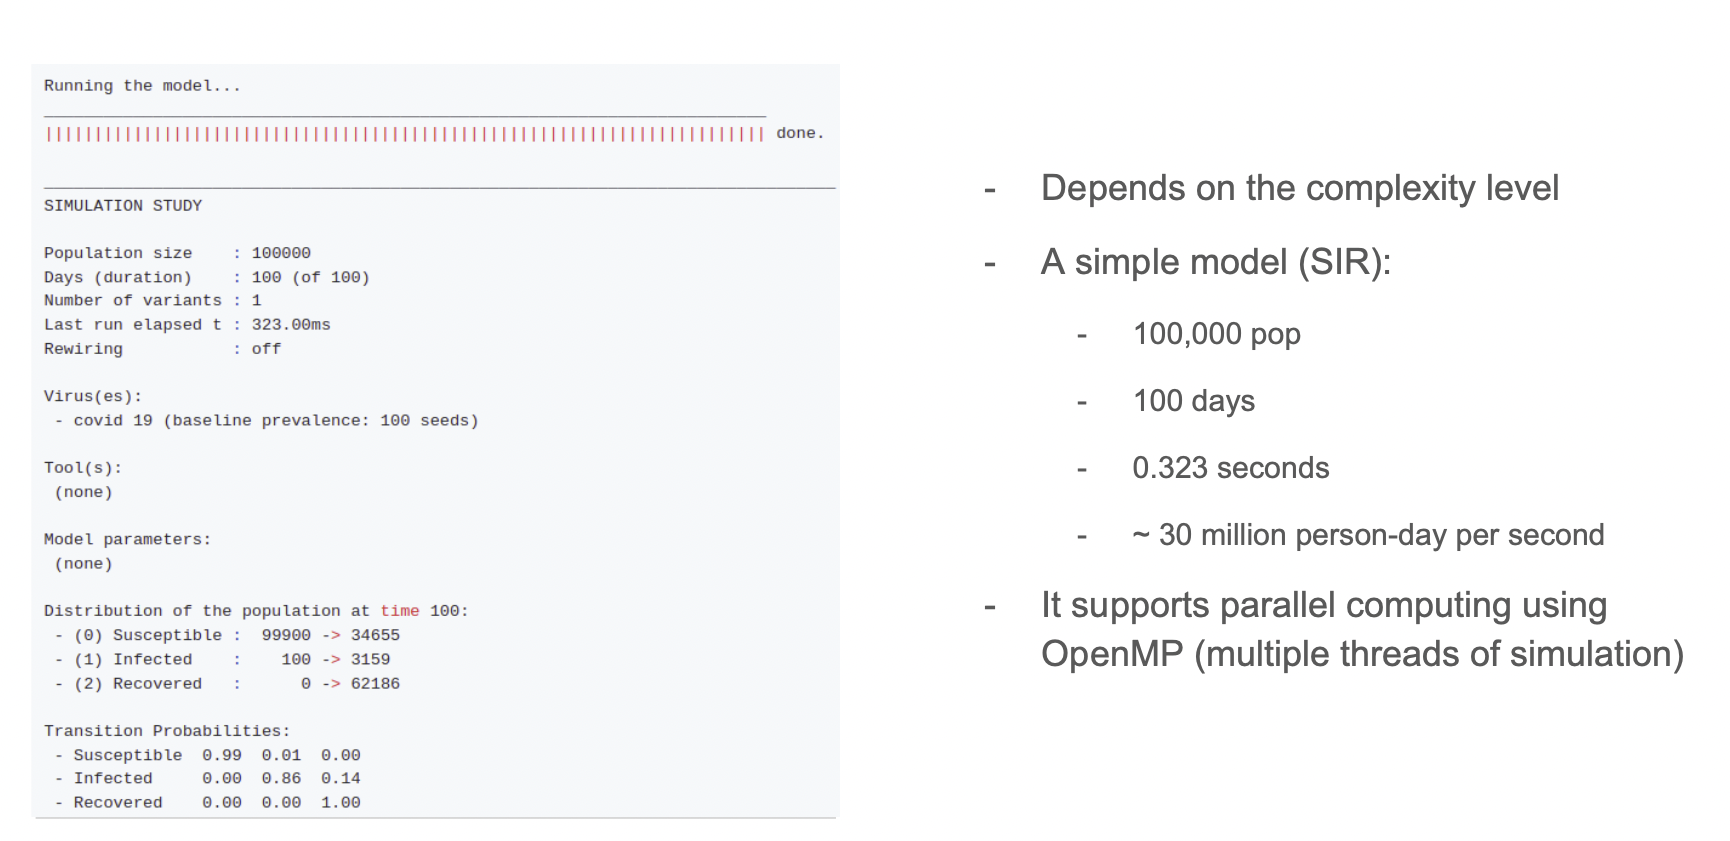 Running the model...
||||||||||||||||||||||||||||||||||||||||||||||||||||||||||||||||||||||||| done.
SIMULATION STUDY
Population size    : 100000
Days (duration)    : 100 (of 100)
Number of variants : 1
Last run elapsed t : 323.00ms
Rewiring           : off
Virus(es):
 - covid 19 (baseline prevalence: 100 seeds)
Tool(s):
 (none)
Model parameters:
 (none)
Distribution of the population at time 100:
 - (0) Susceptible :  99900 -> 34655
 - (1) Infected    :    100 -> 3159
 - (2) Recovered   :      0 -> 62186
Transition Probabilities:
 - Susceptible  0.99  0.01  0.00
 - Infected     0.00  0.86  0.14
 - Recovered    0.00  0.00  1.00
- Depends on the complexity level
- A simple model (SIR):
- 100,000 pop
- 100 days
- 0.323 seconds
- ~ 30 million person-day per second
- It supports parallel computing using
OpenMP (multiple threads of simulation)